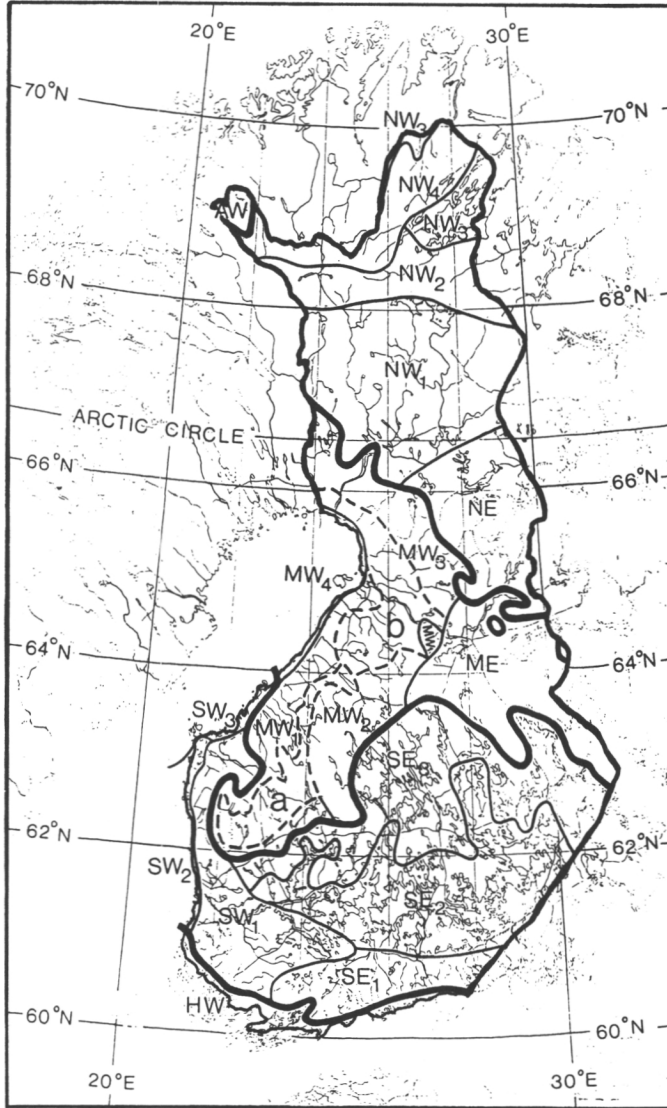 20°E 30°E
70°N 70°N
NW5
NW4
AW NW3
68°N NW2 68°N
NW1
ARCTIC CIRCLE
66°N 66°N
NE
MW3
MW4
b
64°N ME 64°N
SW3 MW1 MW2
SE3
a
62°N 62°N
SW2
SW1 SE2
SE1
HW
60°N 60°N
20°E 30°E